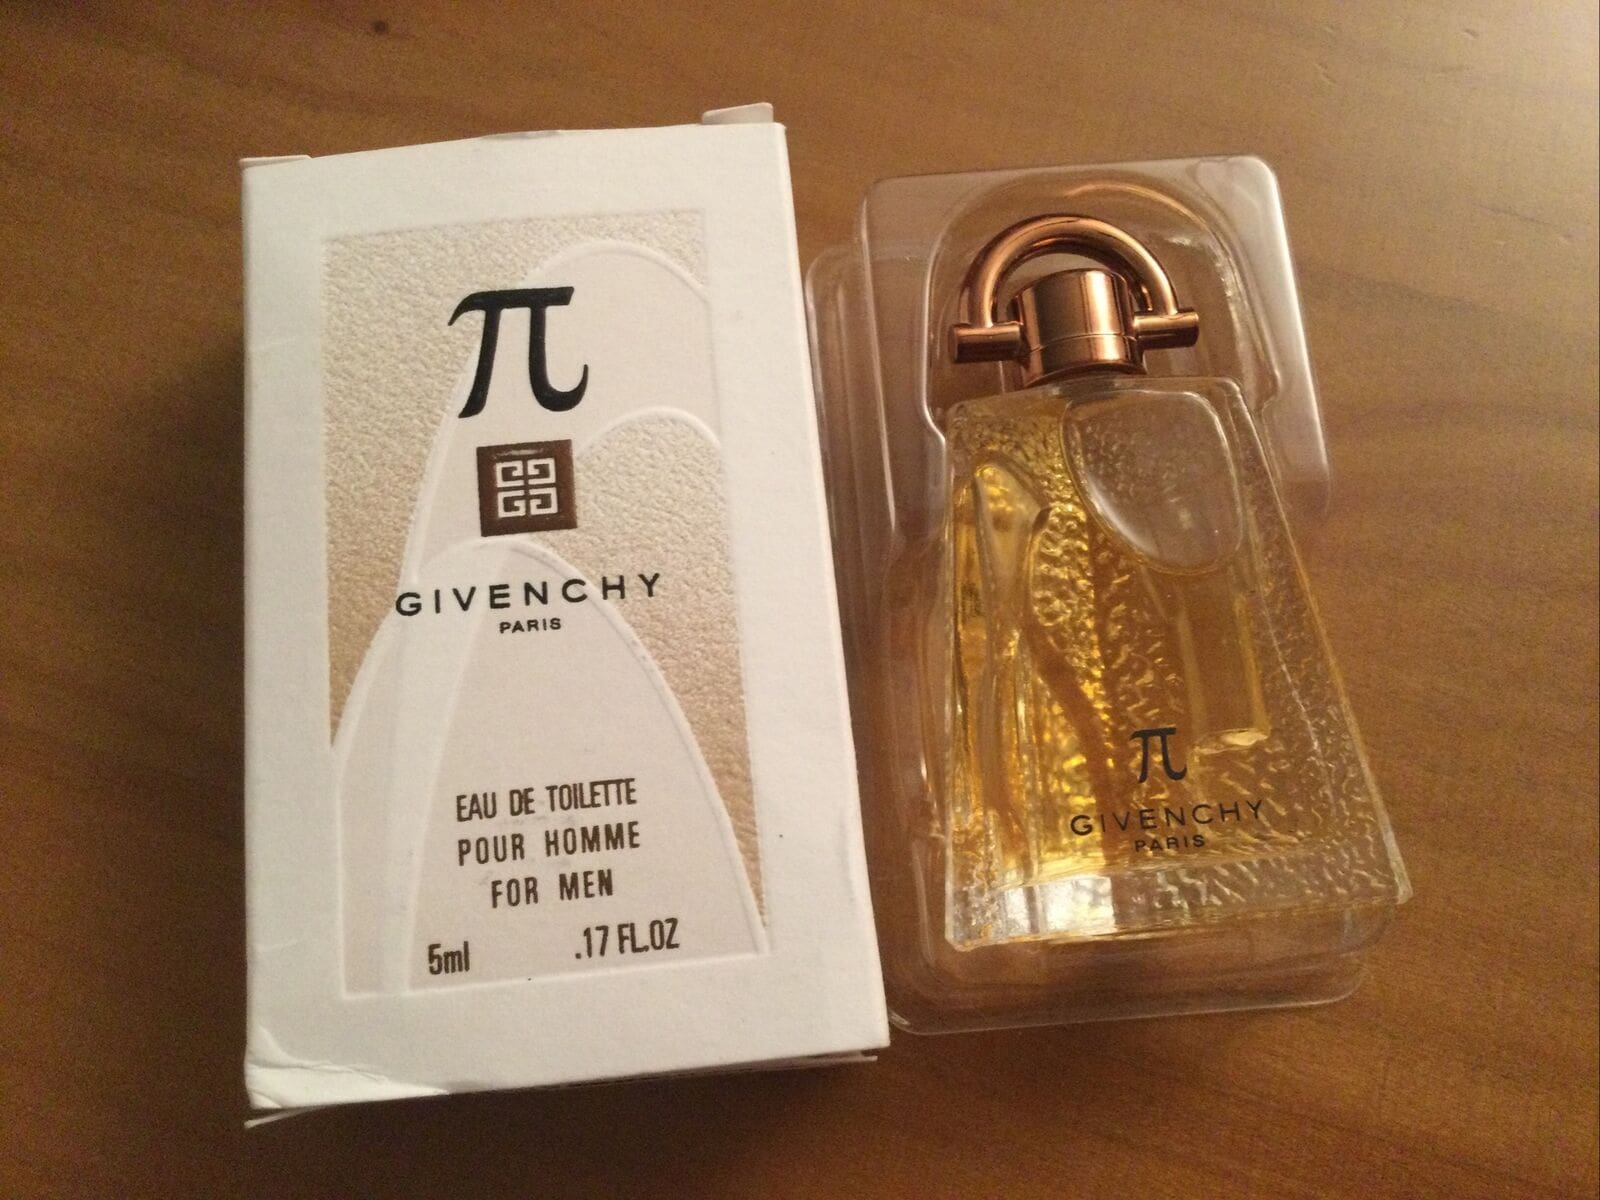 π
GIVENCHY
PARIS
EAU DE TOILETTE
POUR HOMME
FOR MEN
5ml .17 FL.OZ
π
GIVENCHY
PARIS